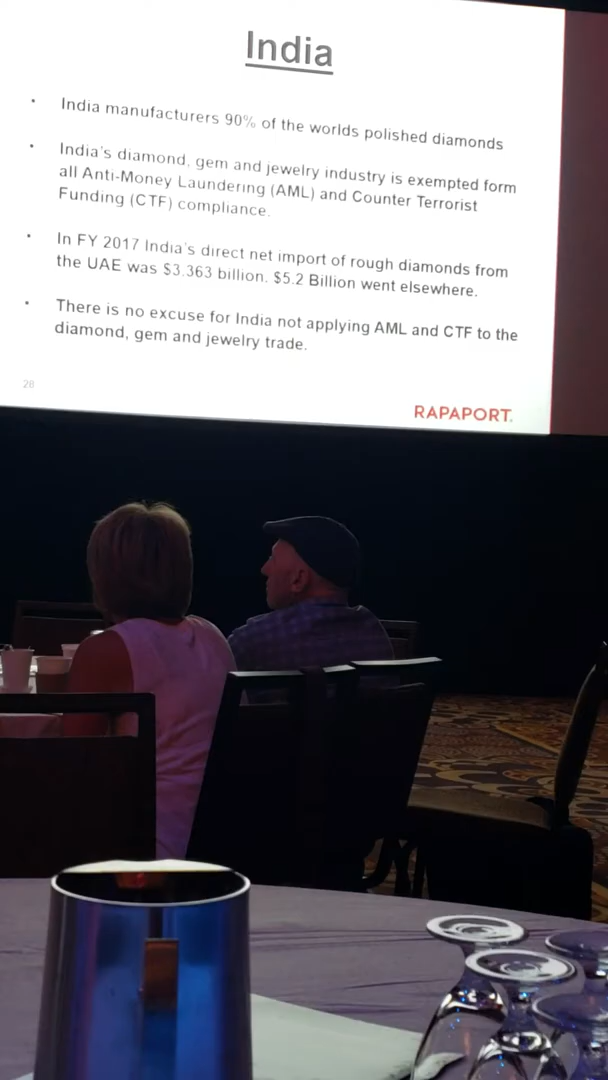 India
• India manufacturers 90% of the worlds polished diamonds
• India's diamond, gem and jewelry industry is exempted form
all Anti-Money Laundering (AML) and Counter Terrorist
Funding (CTF) compliance.
• In FY 2017 India's direct net import of rough diamonds from
the UAE was $3.363 billion. $5.2 Billion went elsewhere.
• There is no excuse for India not applying AML and CTF to the
diamond, gem and jewelry trade.
28
RAPAPORT.